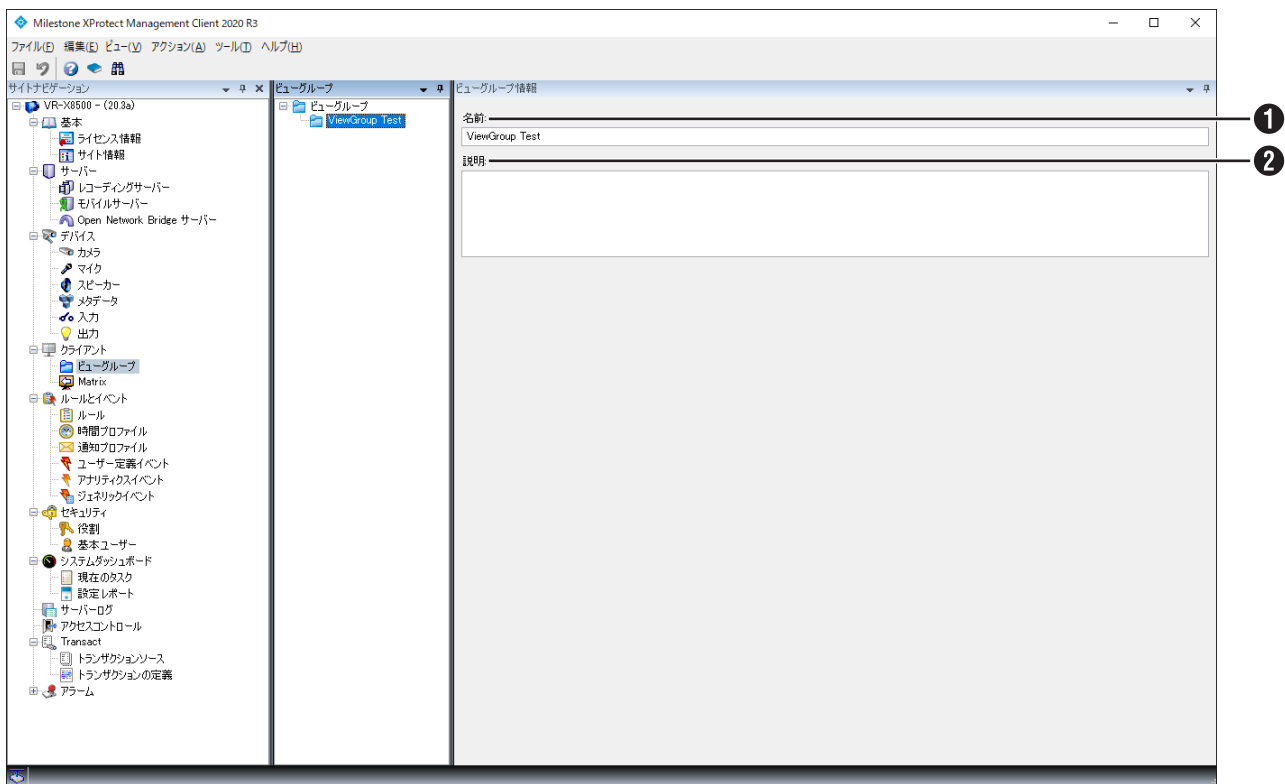 Milestone XProtect Management Client 2020 R3
ファイル(F) 編集(E) ビュー(V) アクション(A) ツール(T) ヘルプ(H)
サイトナビゲーション
VR-X8500 - (20.3a)
基本
ライセンス情報
サイト情報
サーバー
レコーディングサーバー
モバイルサーバー
Open Network Bridge サーバー
デバイス
カメラ
マイク
スピーカー
メタデータ
入力
出力
クライアント
ビューグループ
Matrix
ルールとイベント
ルール
時間プロファイル
通知プロファイル
ユーザー定義イベント
アナリティクスイベント
ジェネリックイベント
セキュリティ
役割
基本ユーザー
システムダッシュボード
現在のタスク
設定レポート
サーバーログ
アクセスコントロール
Transact
トランザクションソース
トランザクションの定義
アラーム
ビューグループ
ビューグループ
ViewGroup Test
ビューグループ情報
名前:
❶
ViewGroup Test
説明:
❷